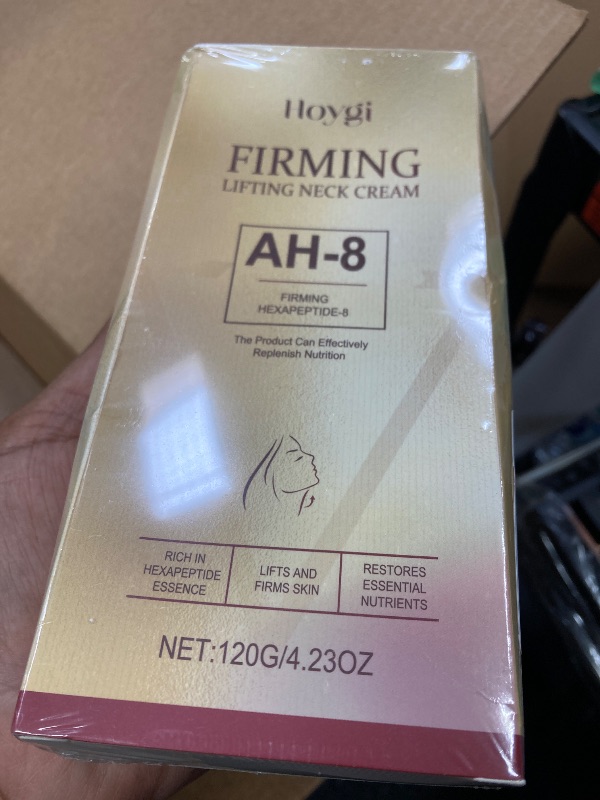 Hoygi
FIRMING
LIFTING NECK CREAM
AH-8
FIRMING
HEXAPEPTIDE-8
The Product Can Effectively
Replenish Nutrition
RICH IN
HEXAPEPTIDE
ESSENCE
LIFTS AND
FIRMS SKIN
RESTORES
ESSENTIAL
NUTRIENTS
NET:120G/4.23OZ